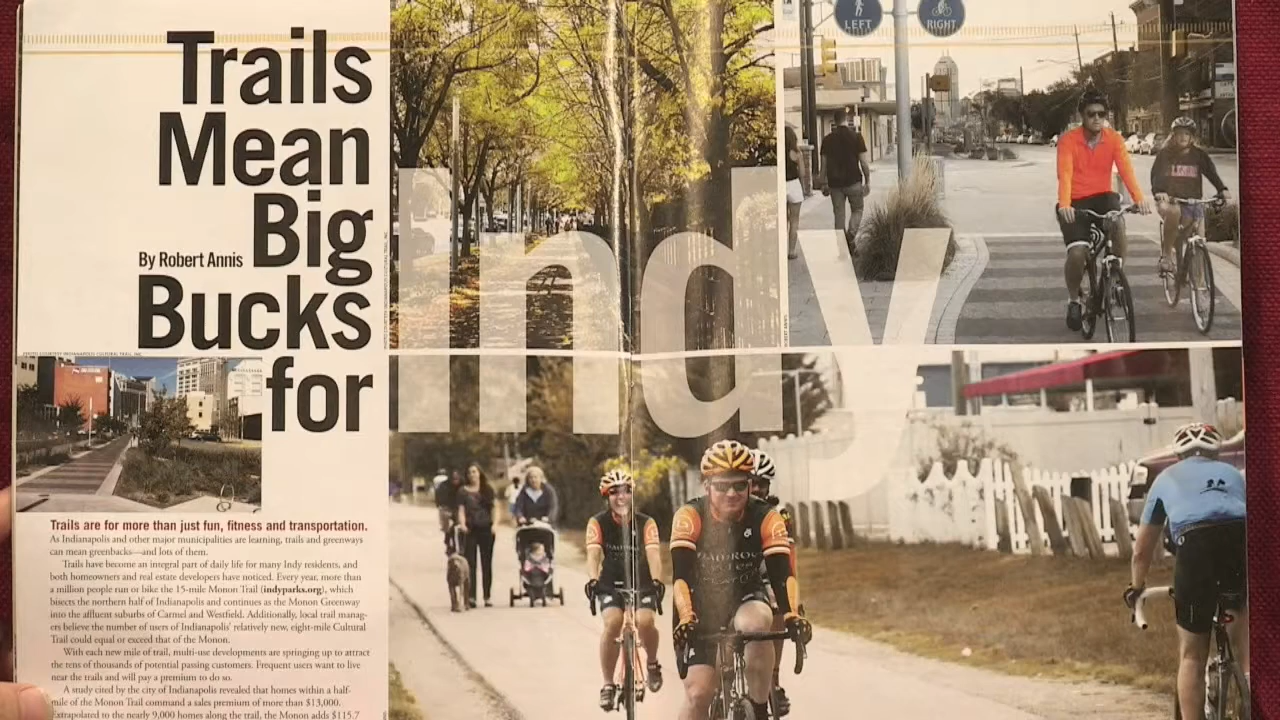 Trails
Mean
Big
By Robert Annis
Bucks
for
Indy
LEFT
RIGHT
Trails are for more than just fun, fitness and transportation.
As Indianapolis and other major municipalities are learning, trails and greenways
can mean greenbacks—and lots of them.
Trails have become an integral part of daily life for many Indy residents, and
both homeowners and real estate developers have noticed. Every year, more than
a million people run or bike the 15-mile Monon Trail (indyparks.org), which
bisects the northern half of Indianapolis and continues as the Monon Greenway
into the affluent suburbs of Carmel and Westfield. Additionally, local trail manag-
ers believe the number of users of Indianapolis' relatively new, eight-mile Cultural
Trail could equal or exceed that of the Monon.
With each new mile of trail, multi-use developments are springing up to attract
the tens of thousands of potential passing customers. Frequent users want to live
near the trails and will pay a premium to do so.
A study cited by the city of Indianapolis revealed that homes within a half-
mile of the Monon Trail command a sales premium of more than $13,000.
Extrapolated to the nearly 9,000 homes along the trail, the Monon adds $115.7